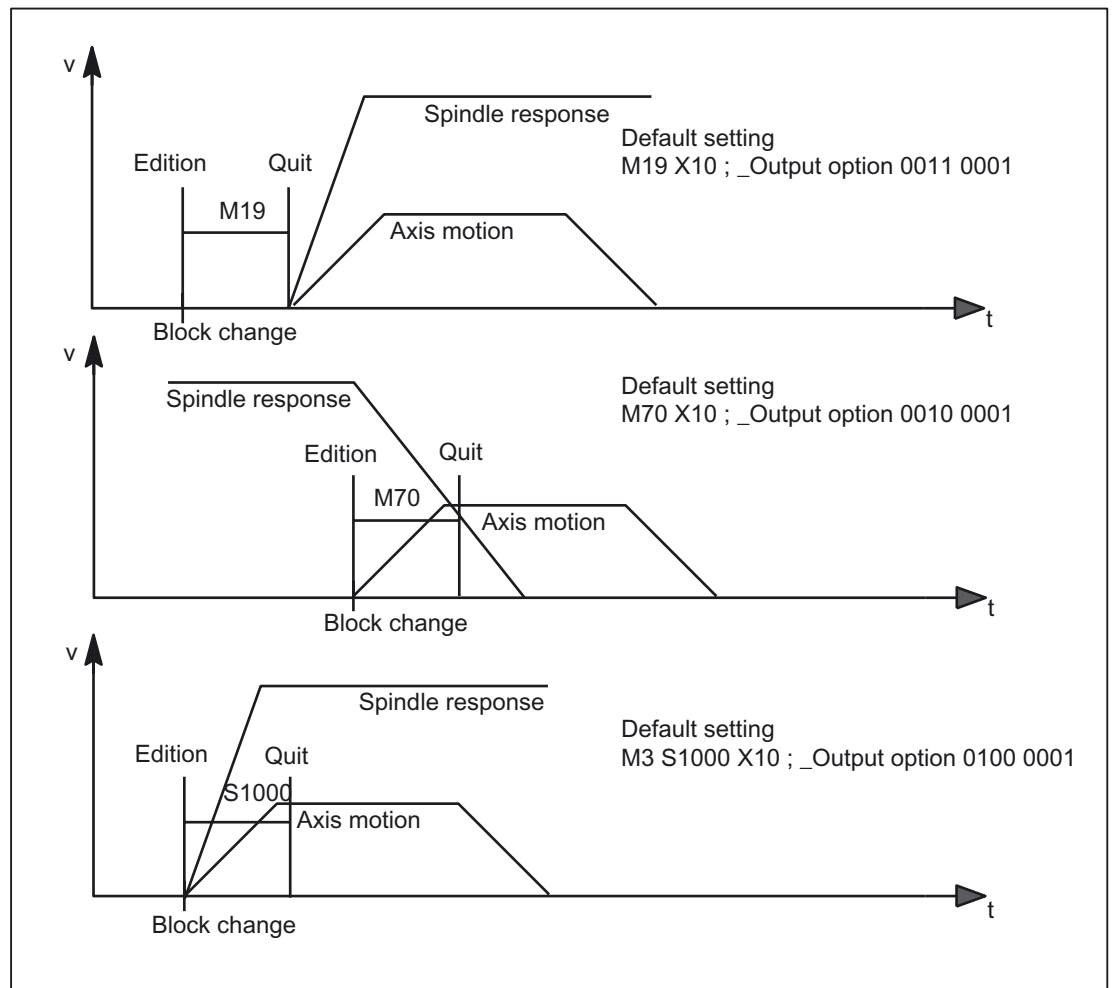 v
Spindle response
Default setting
M19 X10 ; _Output option 0011 0001
Edition
Quit
M19
Axis motion
Block change
t
v
Spindle response
Default setting
M70 X10 ; _Output option 0010 0001
Edition
Quit
M70
Axis motion
Block change
t
v
Spindle response
Default setting
M3 S1000 X10 ; _Output option 0100 0001
Edition
Quit
S1000
Axis motion
Block change
t